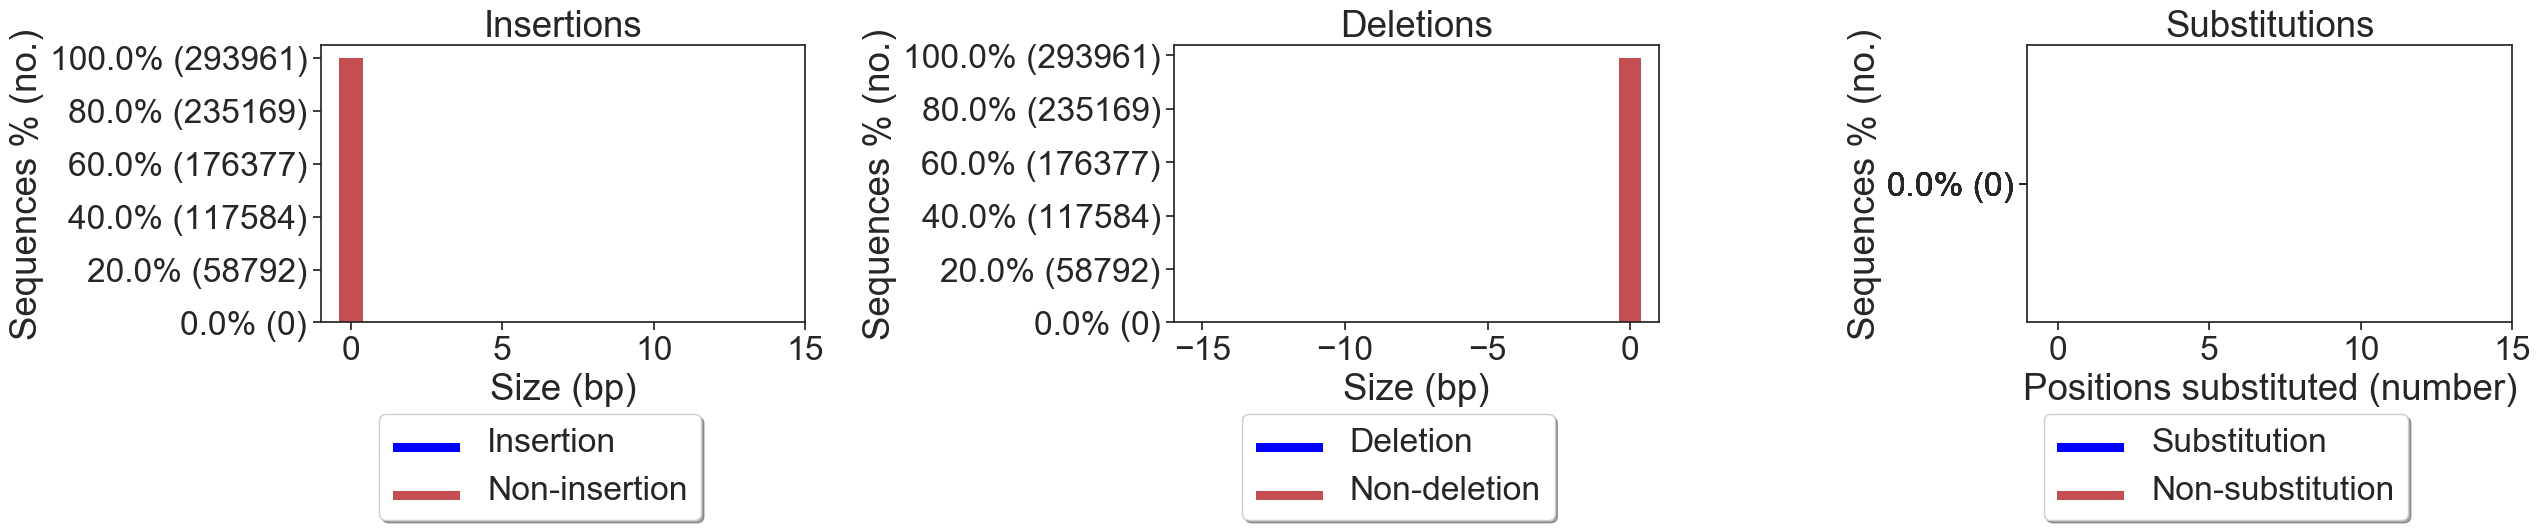 Insertions
Sequences % (no.)
100.0% (293961)
80.0% (235169)
60.0% (176377)
40.0% (117584)
20.0% (58792)
0.0% (0)
0 5 10 15
Size (bp)
Insertion
Non-insertion
Deletions
Sequences % (no.)
100.0% (293961)
80.0% (235169)
60.0% (176377)
40.0% (117584)
20.0% (58792)
0.0% (0)
−15 −10 −5 0
Size (bp)
Deletion
Non-deletion
Substitutions
Sequences % (no.)
0.0% (0)
0 5 10 15
Positions substituted (number)
Substitution
Non-substitution